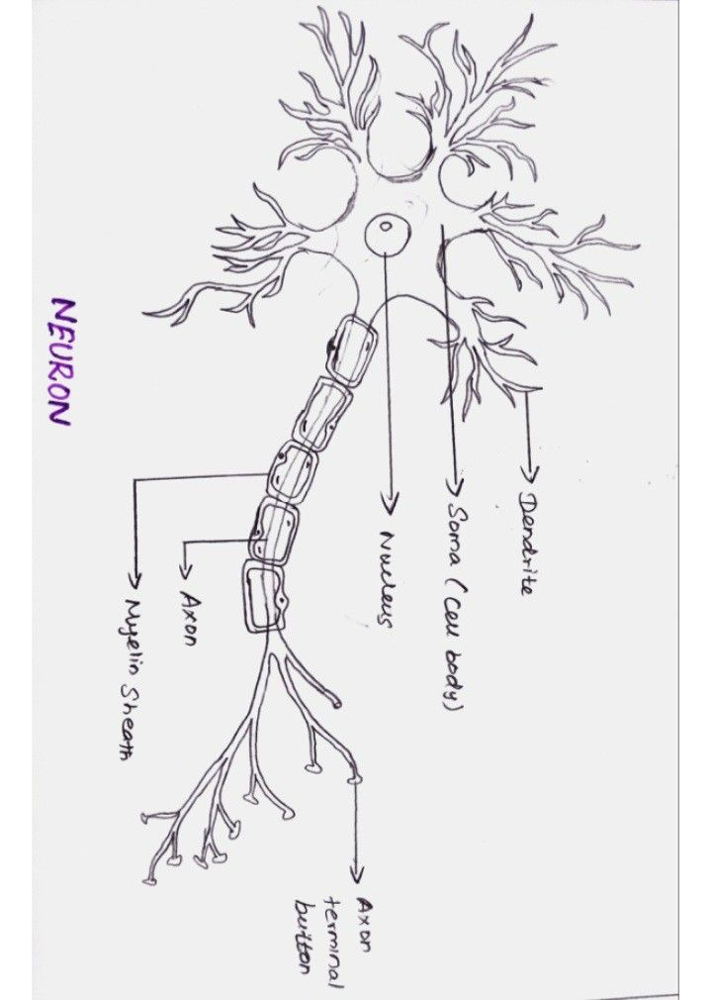 Dendrite
Soma (Cell body)
Nucleus
Axon
terminal
button
Axon
Myelin Sheath
NEURON